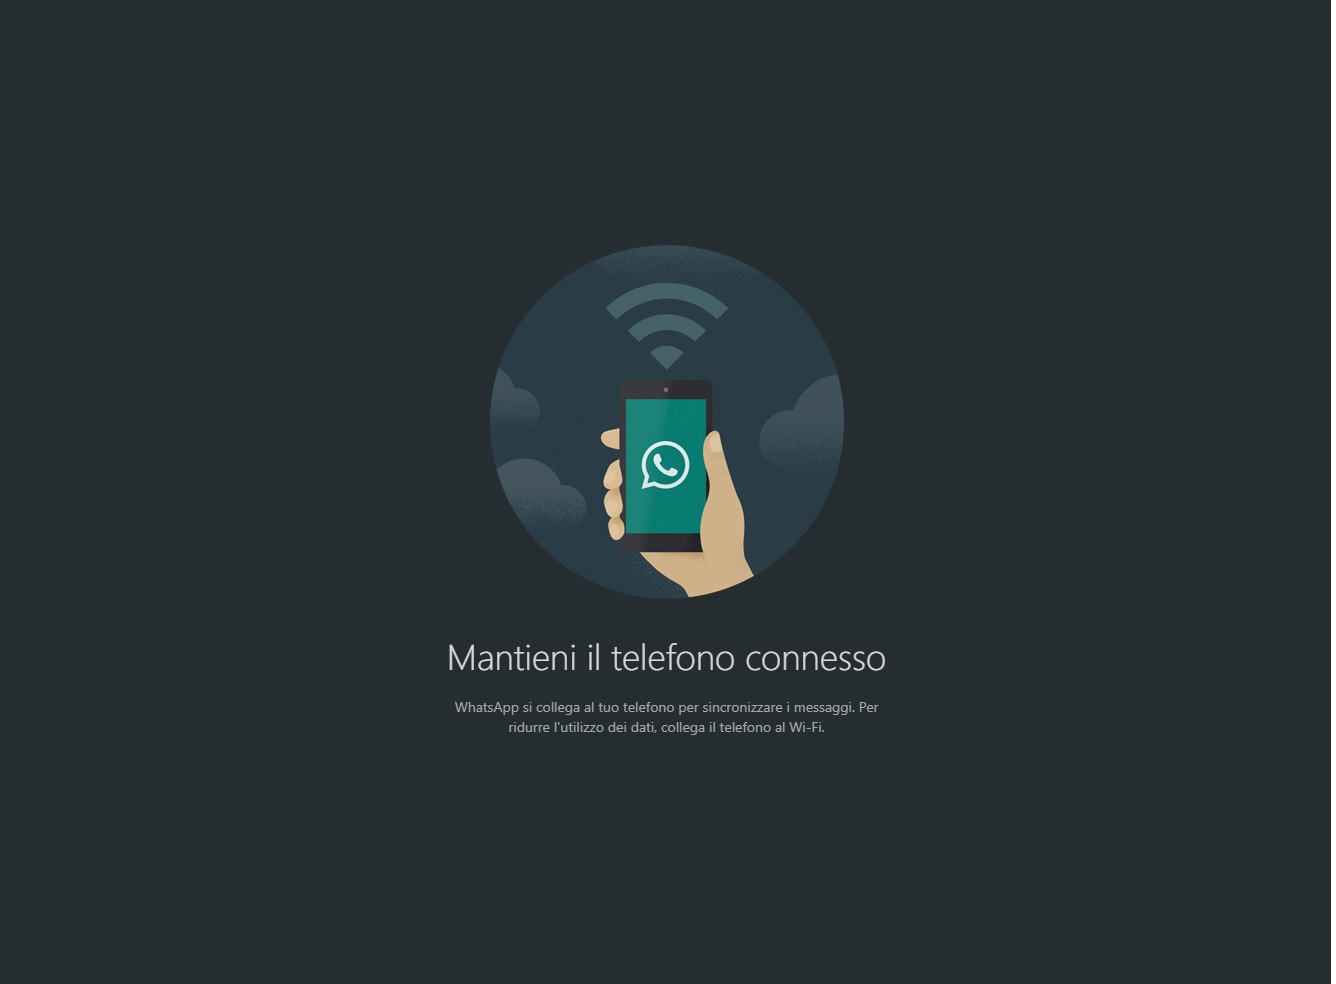 Mantieni il telefono connesso
WhatsApp si collega al tuo telefono per sincronizzare i messaggi. Per
ridurre l'utilizzo dei dati, collega il telefono al Wi-Fi.